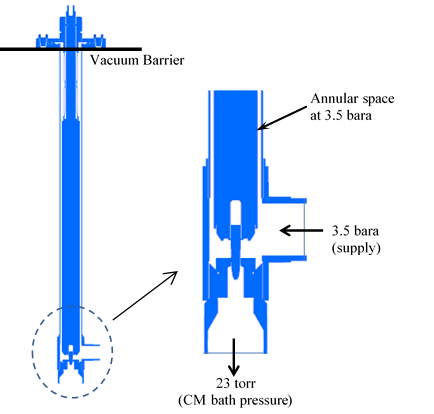 Vacuum Barrier
Annular space
at 3.5 bara
3.5 bara
(supply)
23 torr
(CM bath pressure)